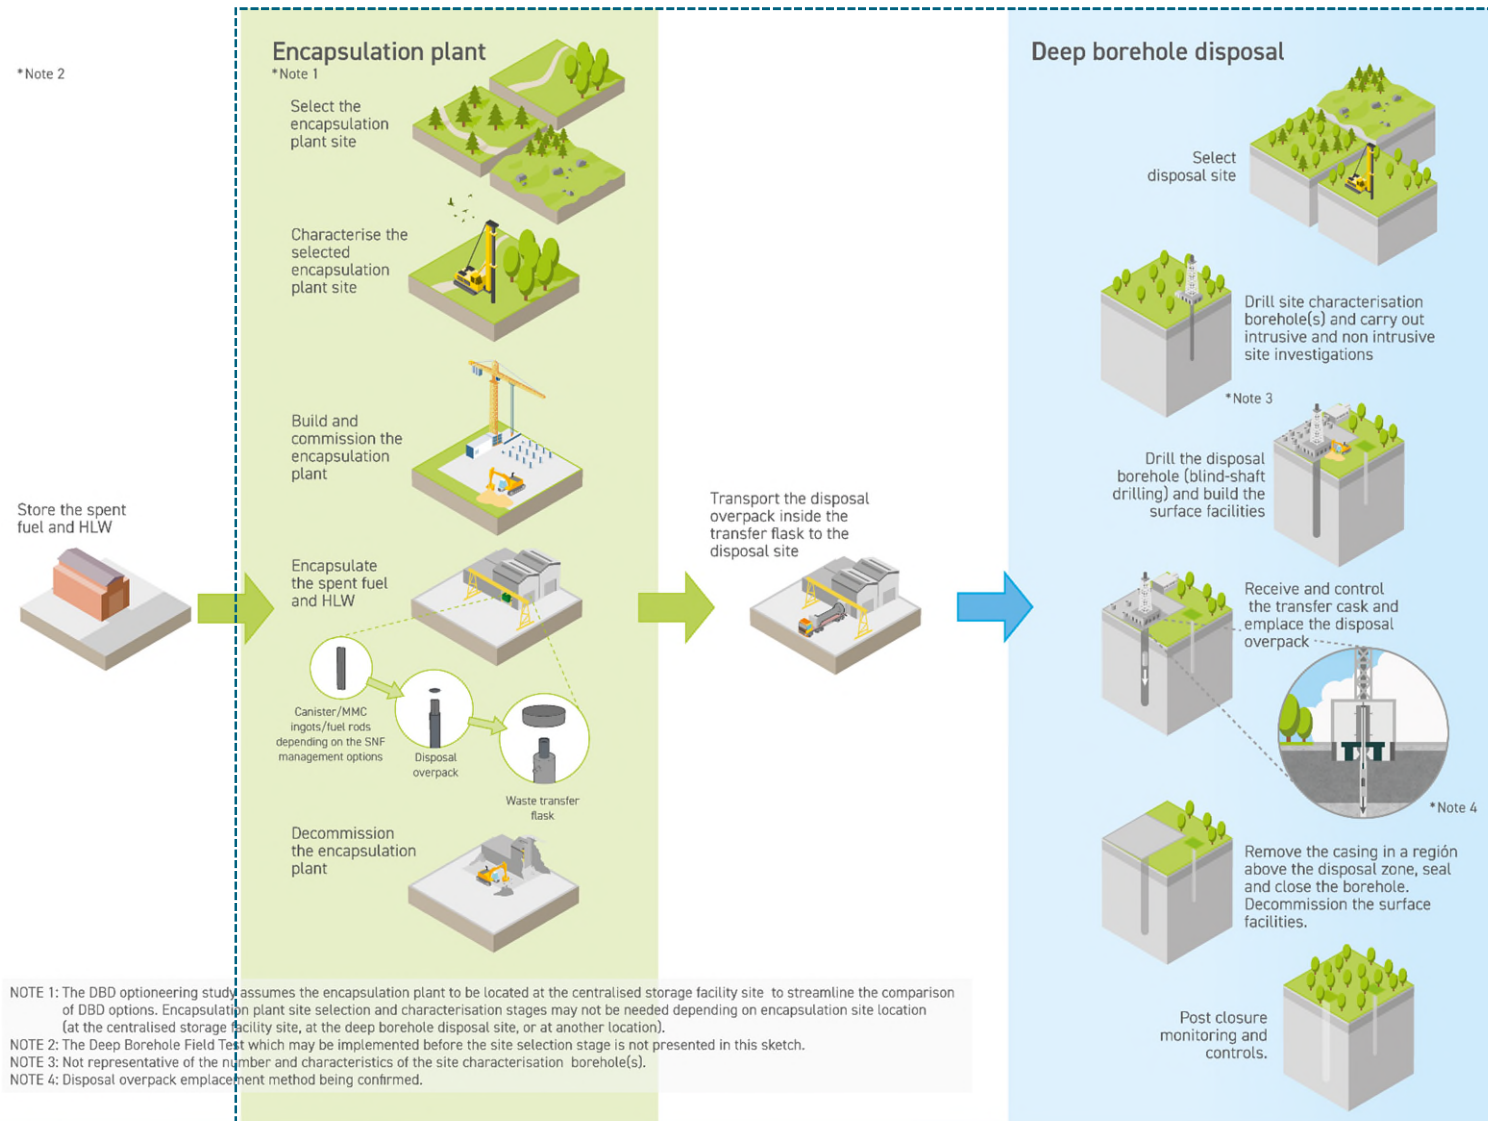 *Note 2
Store the spent
fuel and HLW
Encapsulation plant
*Note 1
Select the
encapsulation
plant site
Characterise the
selected
encapsulation
plant site
Build and
commission the
encapsulation
plant
Encapsulate
the spent fuel
and HLW
Canister/MMC
ingots/fuel rods
depending on the SNF
management options
Disposal
overpack
Waste transfer
flask
Decommission
the encapsulation
plant
Transport the disposal
overpack inside the
transfer flask to the
disposal site
Deep borehole disposal
Select
disposal site
Drill site characterisation
borehole(s) and carry out
intrusive and non intrusive
site investigations
*Note 3
Drill the disposal
borehole (blind-shaft
drilling) and build the
surface facilities
Receive and control
the transfer cask and
emplace the disposal
overpack
*Note 4
Remove the casing in a región
above the disposal zone, seal
and close the borehole.
Decommission the surface
facilities.
Post closure
monitoring and
controls.
NOTE 1: The DBD optioneering study assumes the encapsulation plant to be located at the centralised storage facility site to streamline the comparison
of DBD options. Encapsulation plant site selection and characterisation stages may not be needed depending on encapsulation site location
(at the centralised storage facility site, at the deep borehole disposal site, or at another location).
NOTE 2: The Deep Borehole Field Test which may be implemented before the site selection stage is not presented in this sketch.
NOTE 3: Not representative of the number and characteristics of the site characterisation borehole(s).
NOTE 4: Disposal overpack emplacement method being confirmed.